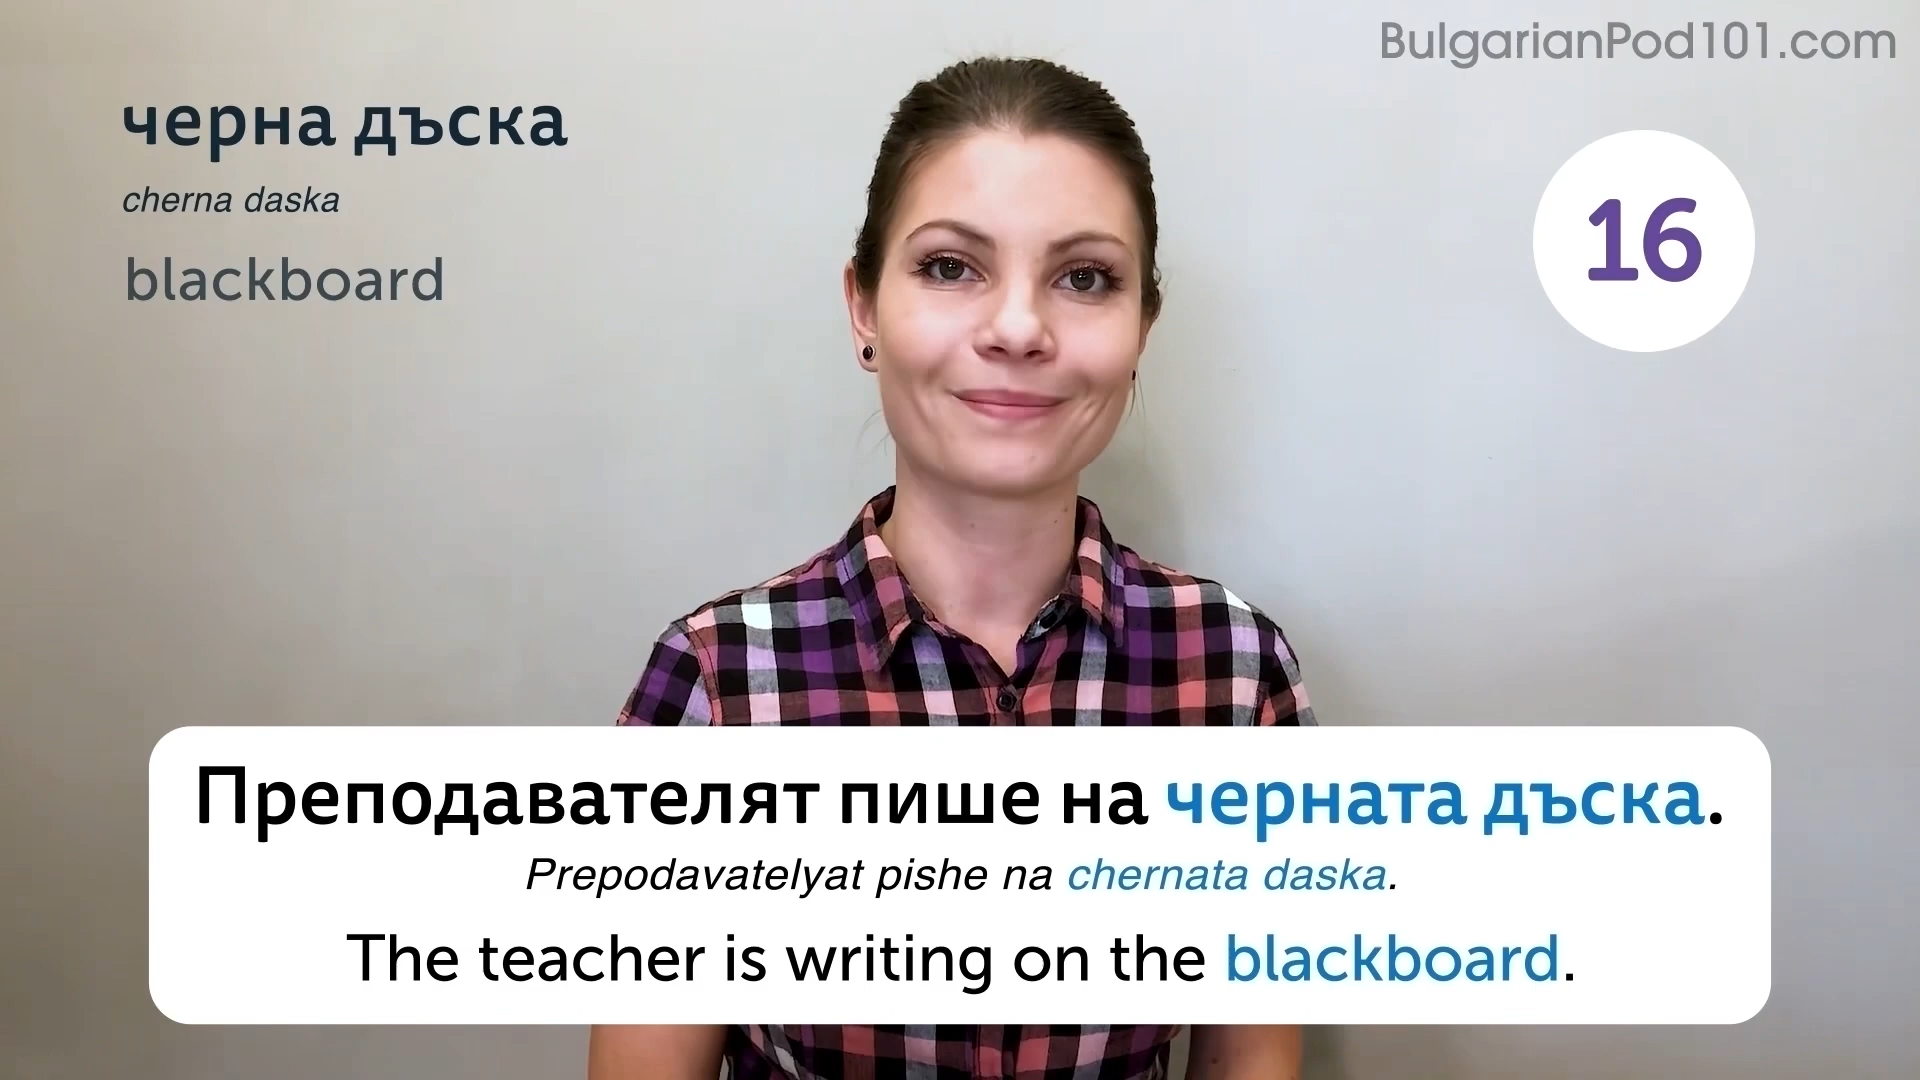 BulgarianPod101.com
черна дъска
cherna daska
blackboard
16
Преподавателят пише на черната дъска.
Prepodavatelyat pishe na chernata daska.
The teacher is writing on the blackboard.